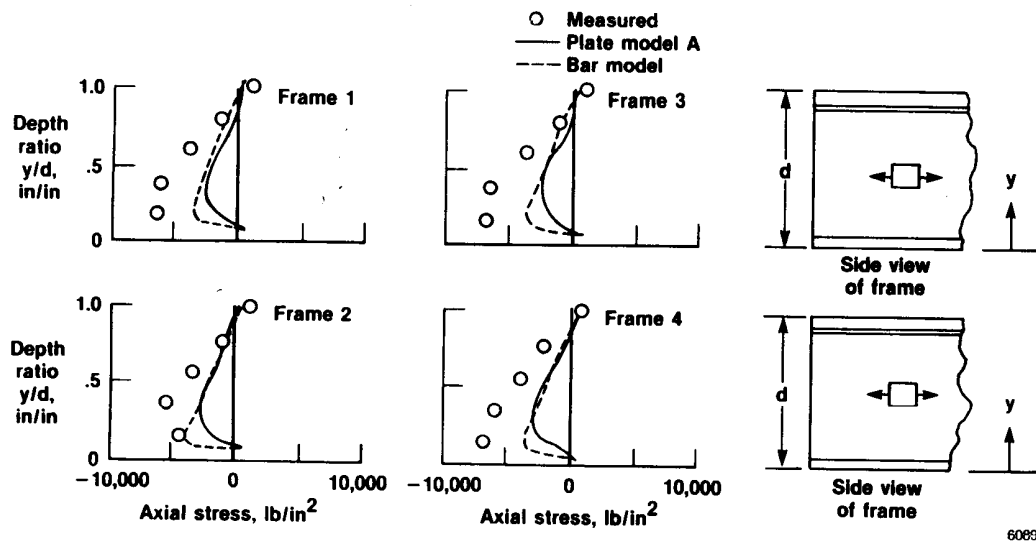 Measured
Plate model A
Bar model
1.0
Frame 1
Depth
ratio
y/d,
in/in
.5
0
Frame 3
d
y
Side view
of frame
1.0
Frame 2
Depth
ratio
y/d,
in/in
.5
0
−10,000 0 10,000
Axial stress, lb/in²
Frame 4
−10,000 0 10,000
Axial stress, lb/in²
d
y
Side view
of frame
6089